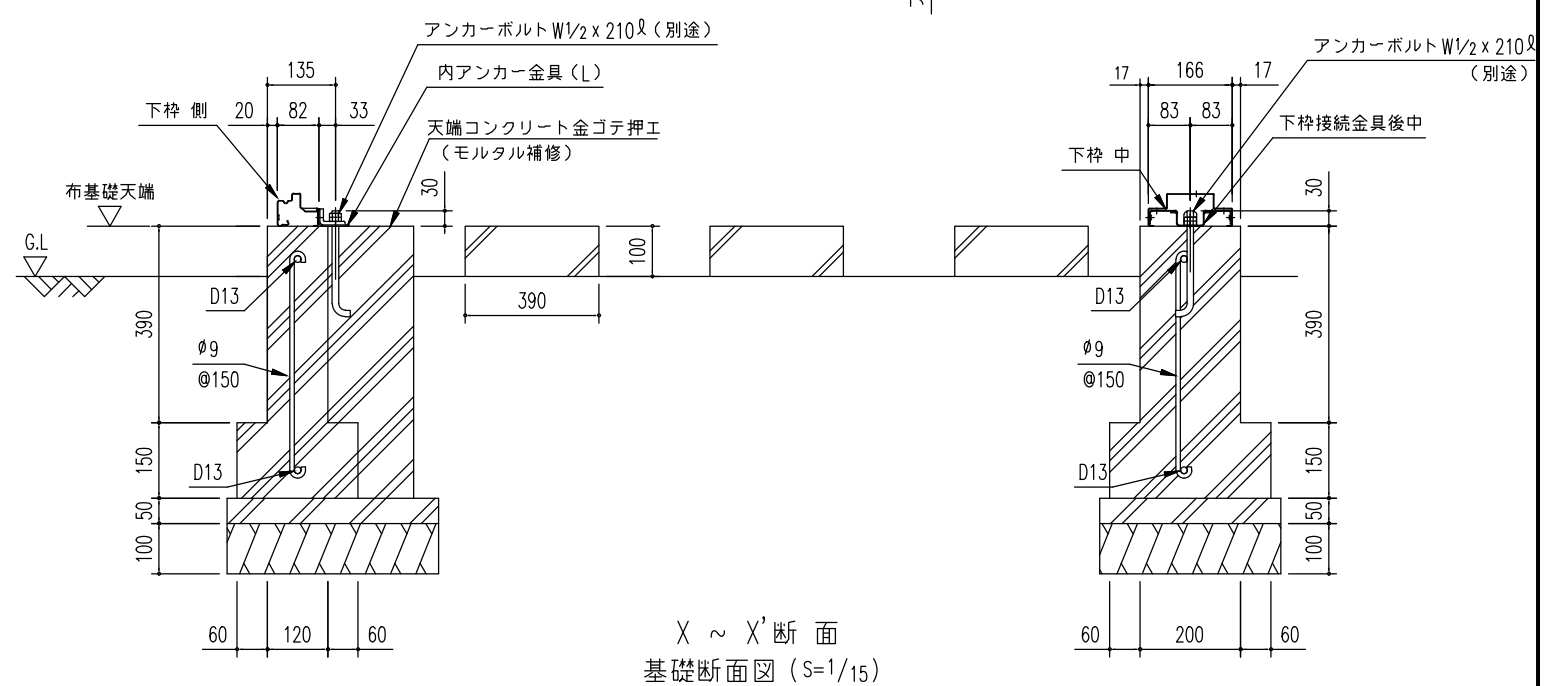 アンカーボルト W1/2 x 210ℓ (別途)
内アンカー金具 (L)
天端コンクリート金ゴテ押エ
(モルタル補修)
135
下枠 側
20
82
33
30
布基礎天端
G.L
D13
390
φ9
@150
150
D13
50
100
60
120
60
100
390
アンカーボルト W1/2 x 210ℓ
(別途)
17
166
17
83
83
下枠接続金具後中
下枠 中
30
D13
390
φ9
@150
D13
150
50
100
60
200
60
X ~ X'断 面
基礎断面図 (S=1/15)